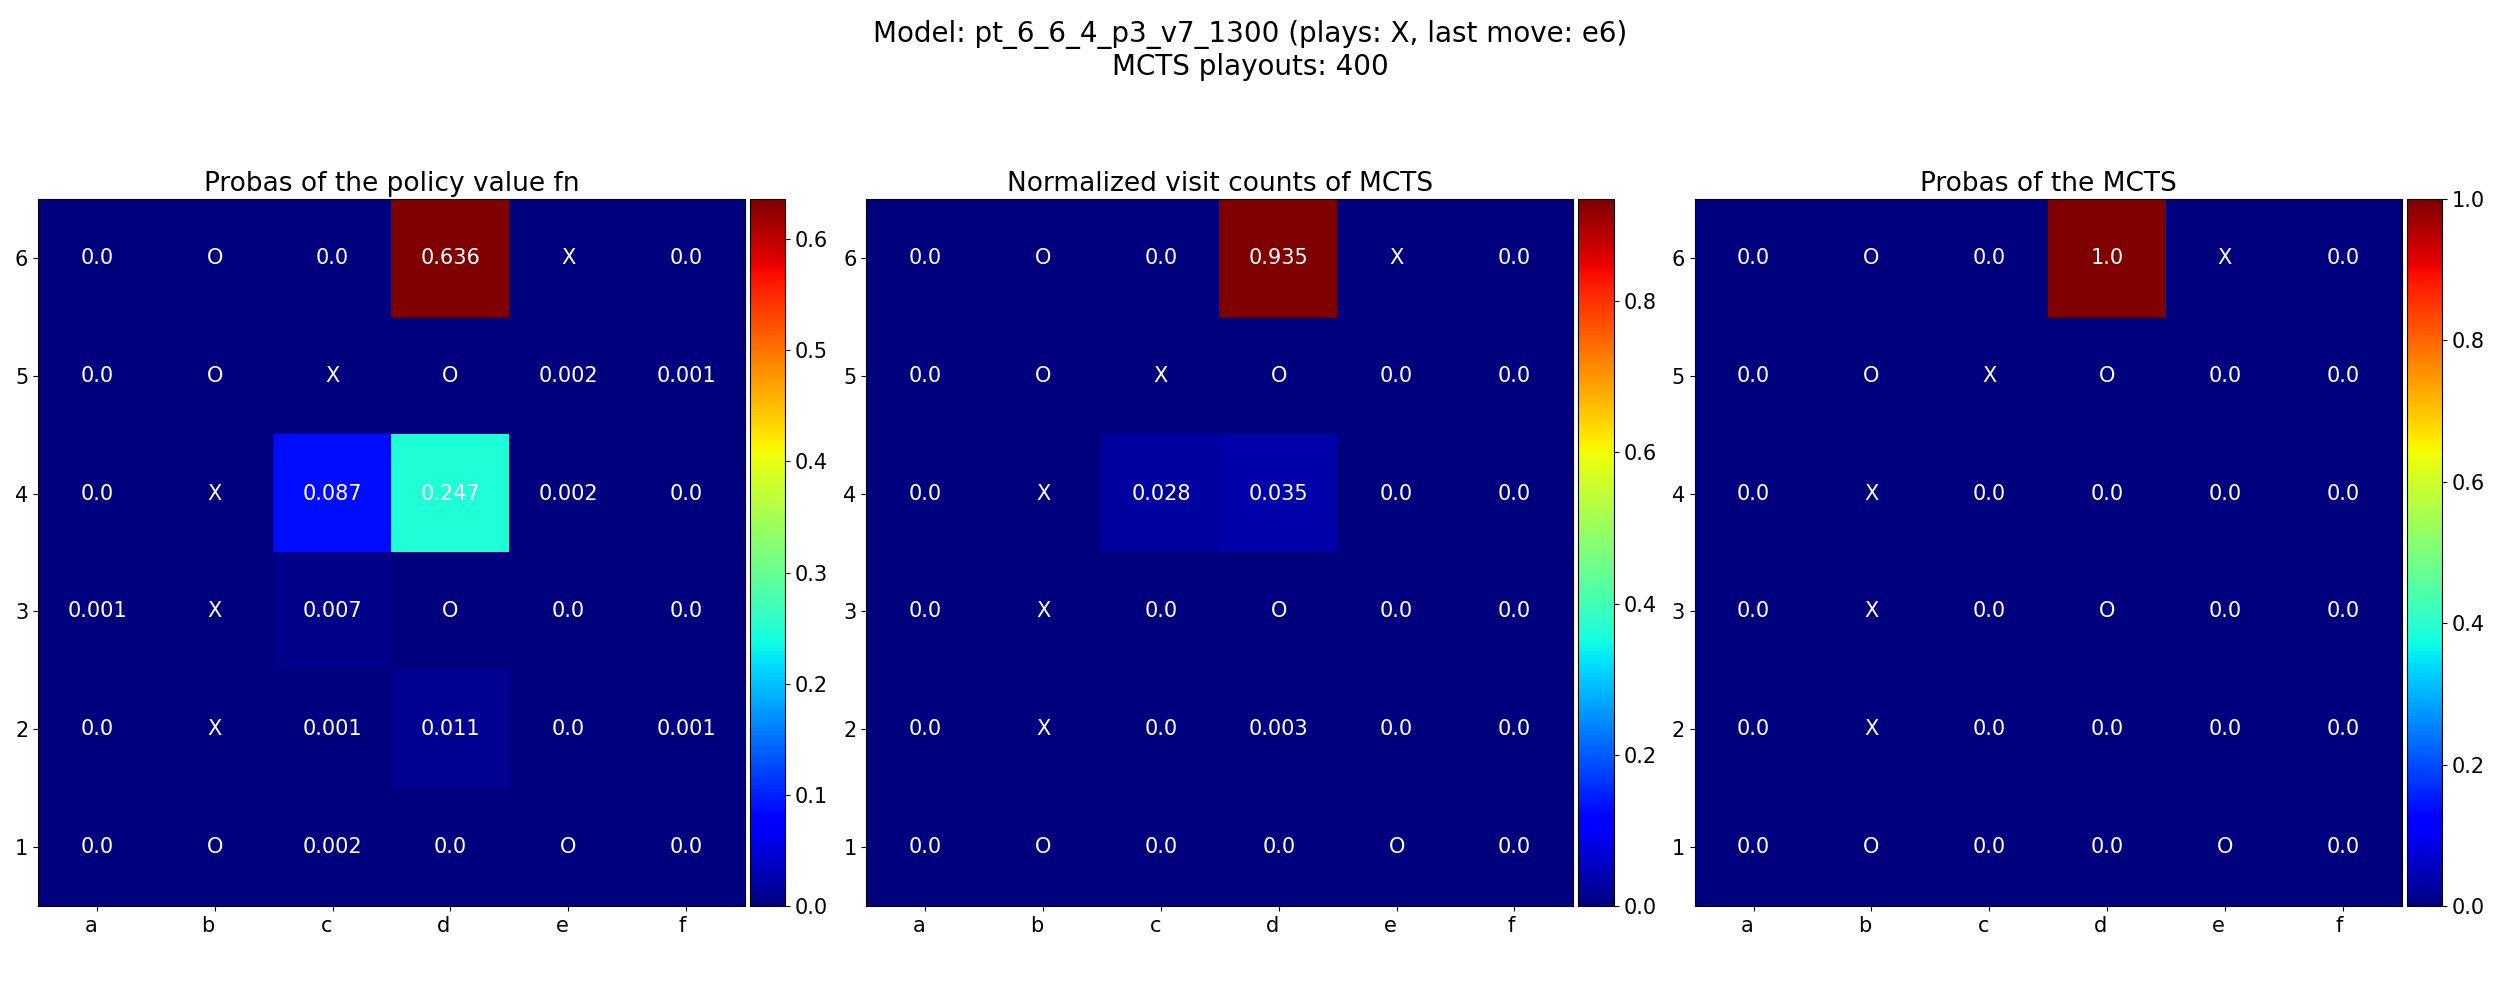 Model: pt_6_6_4_p3_v7_1300 (plays: X, last move: e6)
MCTS playouts: 400
Probas of the policy value fn
6 0.0 O 0.0 0.636 X 0.0
5 0.0 O X O 0.002 0.001
4 0.0 X 0.087 0.247 0.002 0.0
3 0.001 X 0.007 O 0.0 0.0
2 0.0 X 0.001 0.011 0.0 0.001
1 0.0 O 0.002 0.0 O 0.0
a b c d e f
0.6
0.5
0.4
0.3
0.2
0.1
0.0
Normalized visit counts of MCTS
6 0.0 O 0.0 0.935 X 0.0
5 0.0 O X O 0.0 0.0
4 0.0 X 0.028 0.035 0.0 0.0
3 0.0 X 0.0 O 0.0 0.0
2 0.0 X 0.0 0.003 0.0 0.0
1 0.0 O 0.0 0.0 O 0.0
a b c d e f
0.8
0.6
0.4
0.2
0.0
Probas of the MCTS
6 0.0 O 0.0 1.0 X 0.0
5 0.0 O X O 0.0 0.0
4 0.0 X 0.0 0.0 0.0 0.0
3 0.0 X 0.0 O 0.0 0.0
2 0.0 X 0.0 0.0 0.0 0.0
1 0.0 O 0.0 0.0 O 0.0
a b c d e f
1.0
0.8
0.6
0.4
0.2
0.0